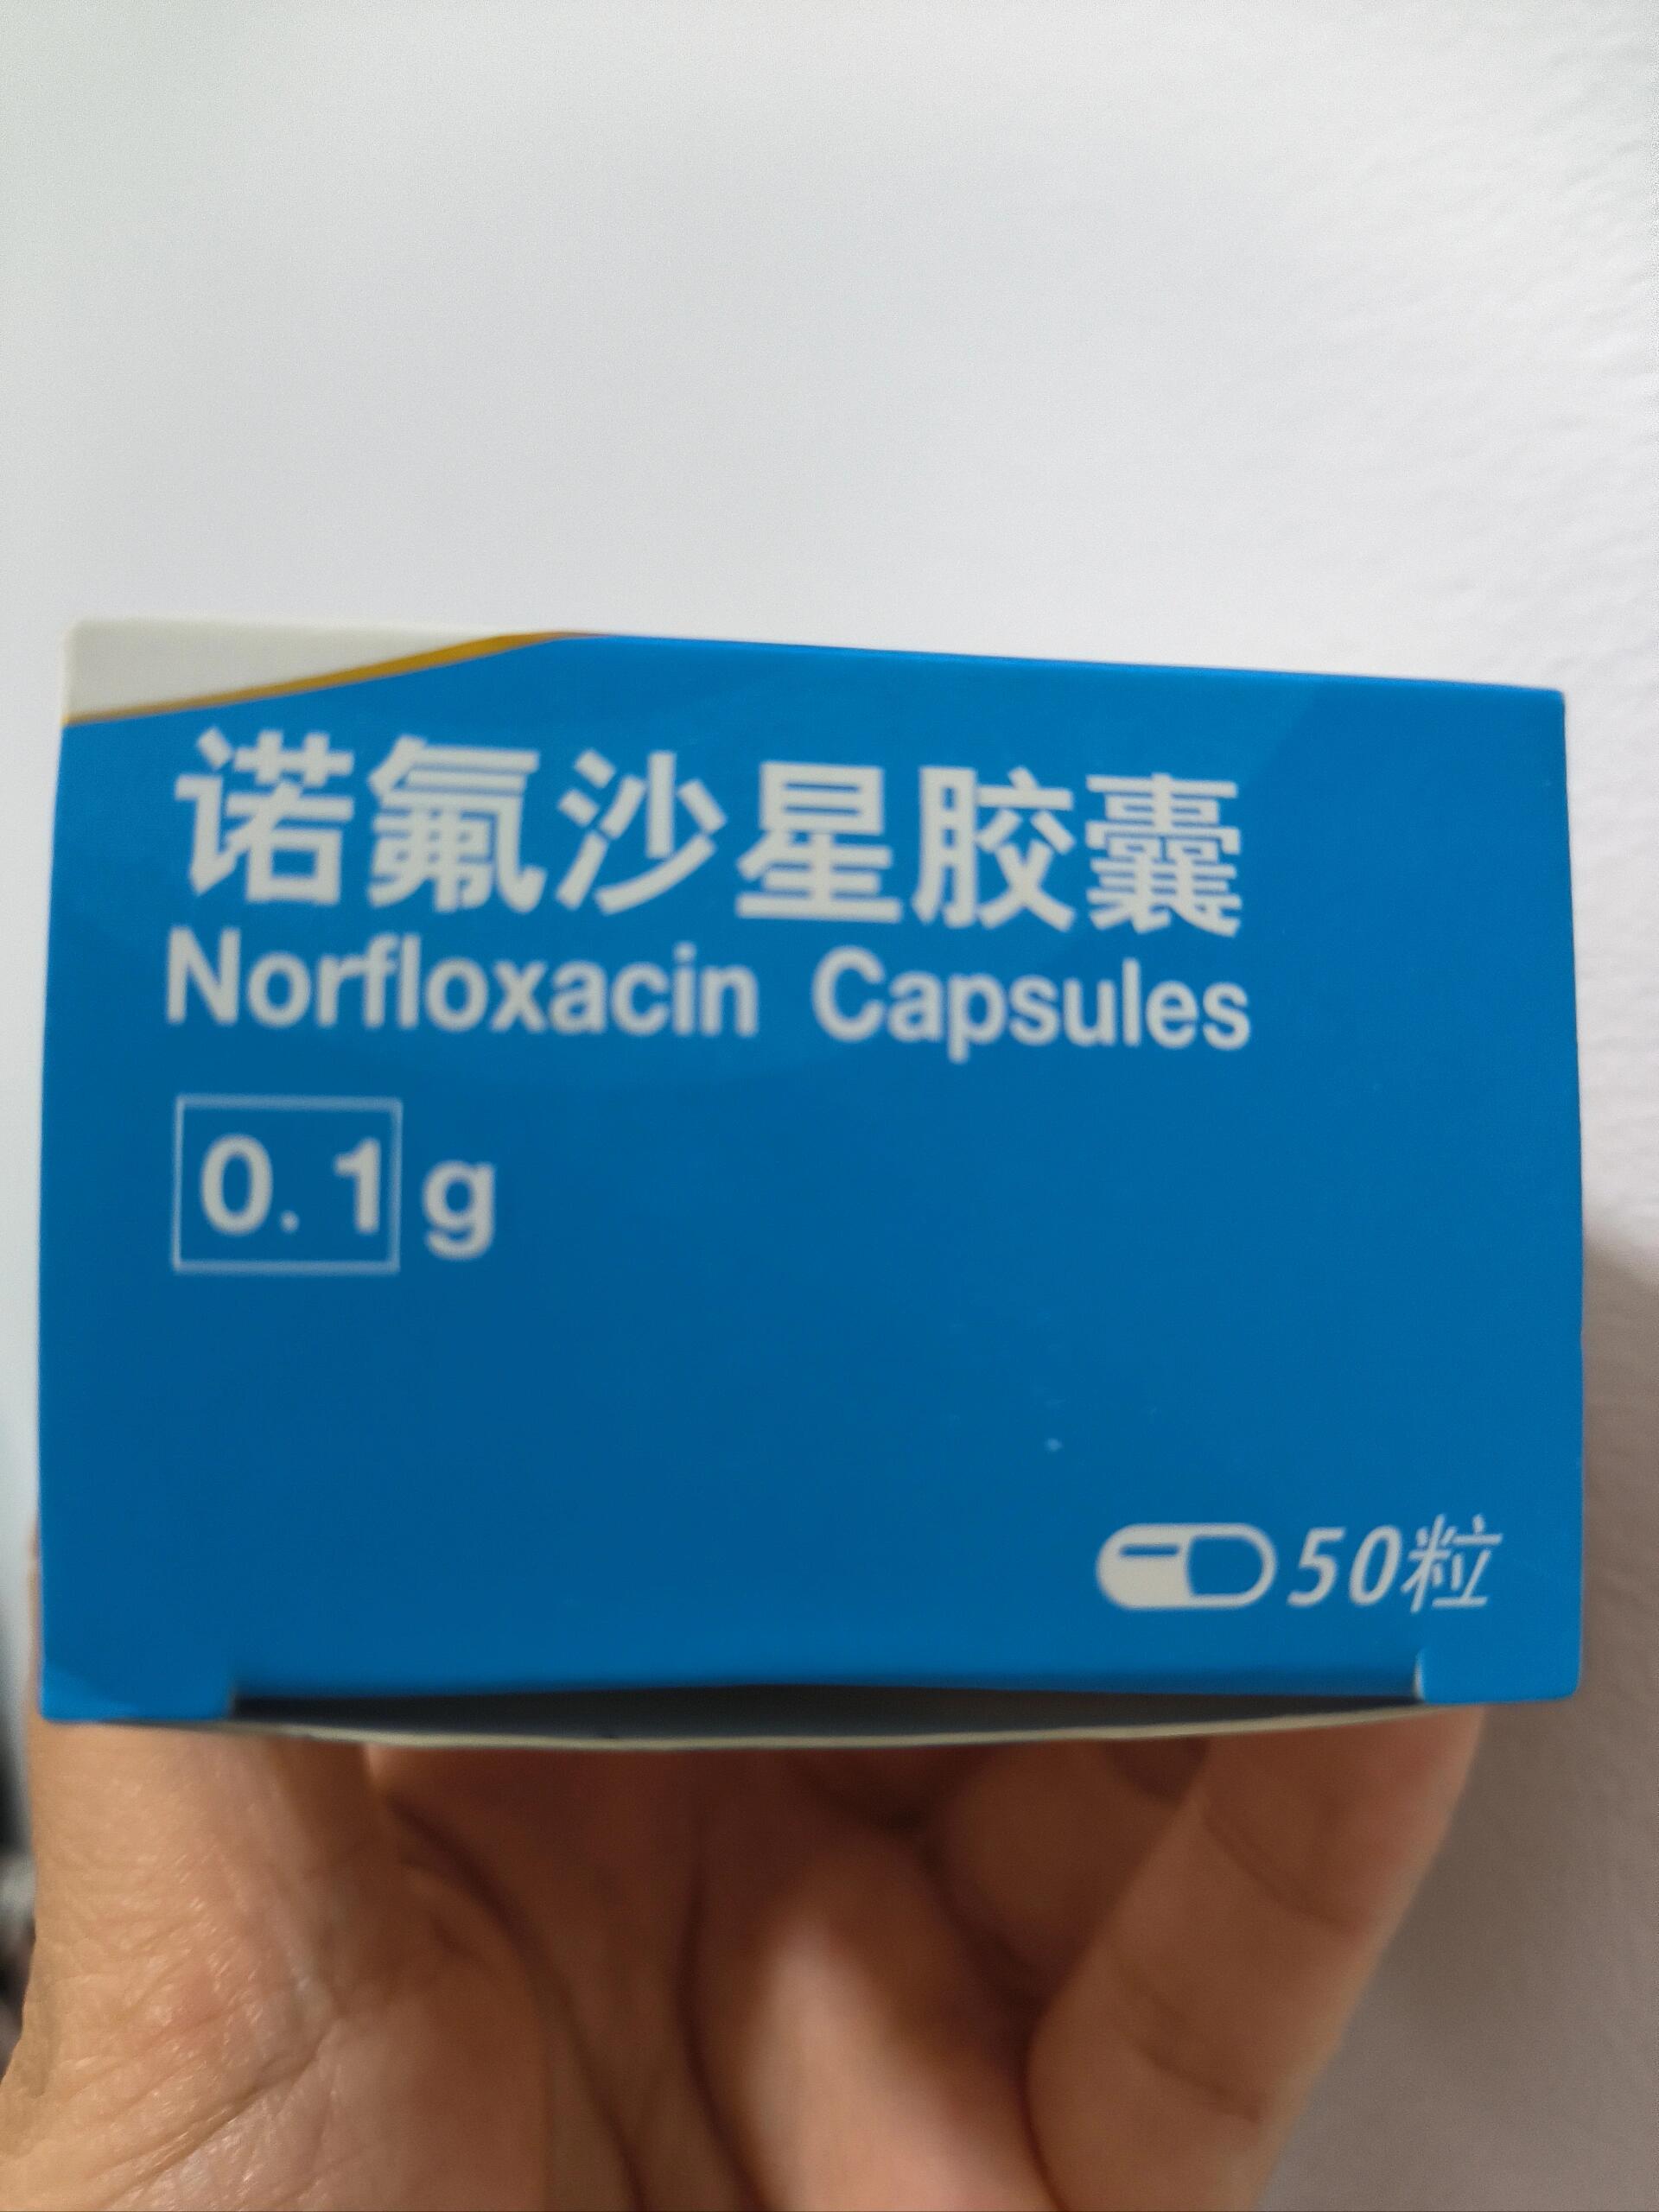 诺氟沙星胶囊
Norfloxacin Capsules
0.1g
50粒